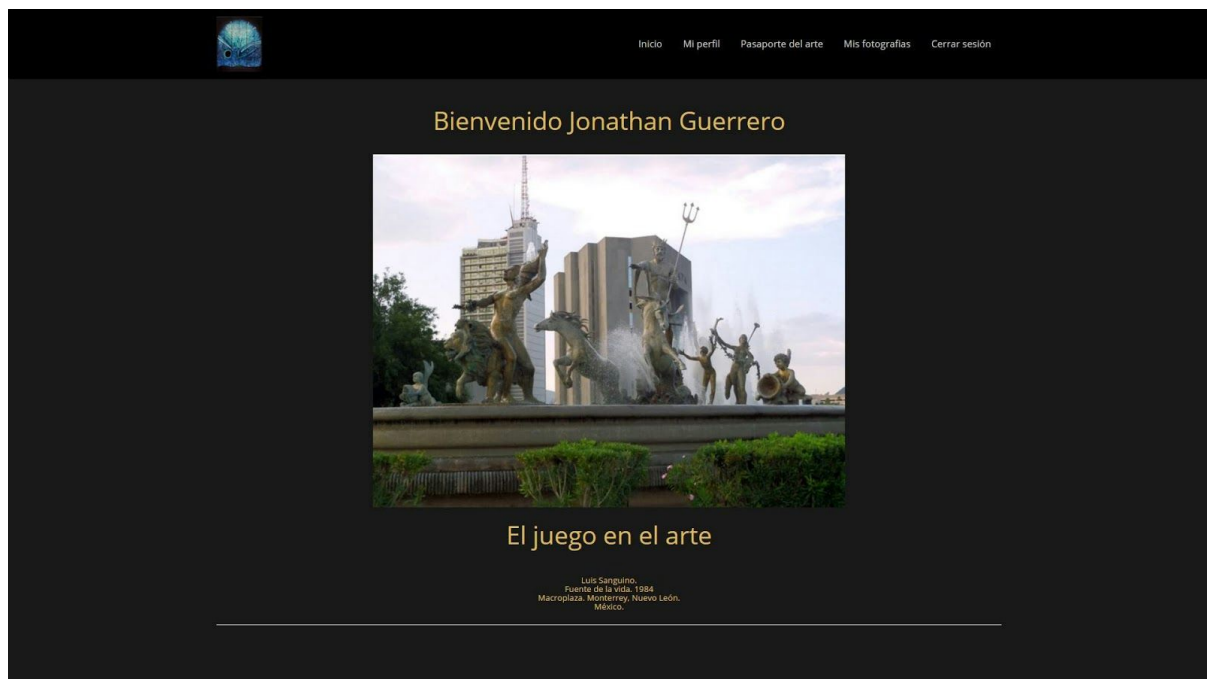 Inicio Mi perfil Pasaporte del arte Mis fotografías Cerrar sesión
Bienvenido Jonathan Guerrero
El juego en el arte
Luis Sanguino.
Fuente de la vida. 1984
Macroplaza. Monterrey, Nuevo León.
México.